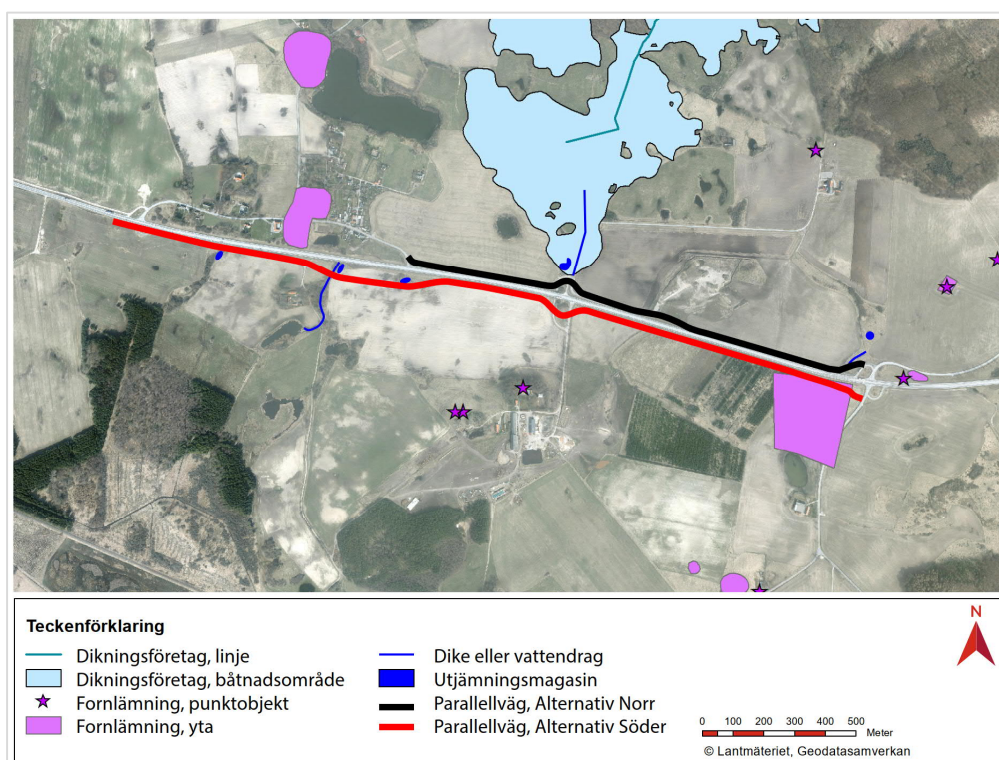 Teckenförklaring
Dikningsföretag, linje
Dikningsföretag, båtnadsområde
Fornlämning, punktobjekt
Fornlämning, yta
Dike eller vattendrag
Utjämningsmagasin
Parallellväg, Alternativ Norr
Parallellväg, Alternativ Söder
N
0 100 200 300 400 500
Meter
© Lantmäteriet, Geodatasamverkan